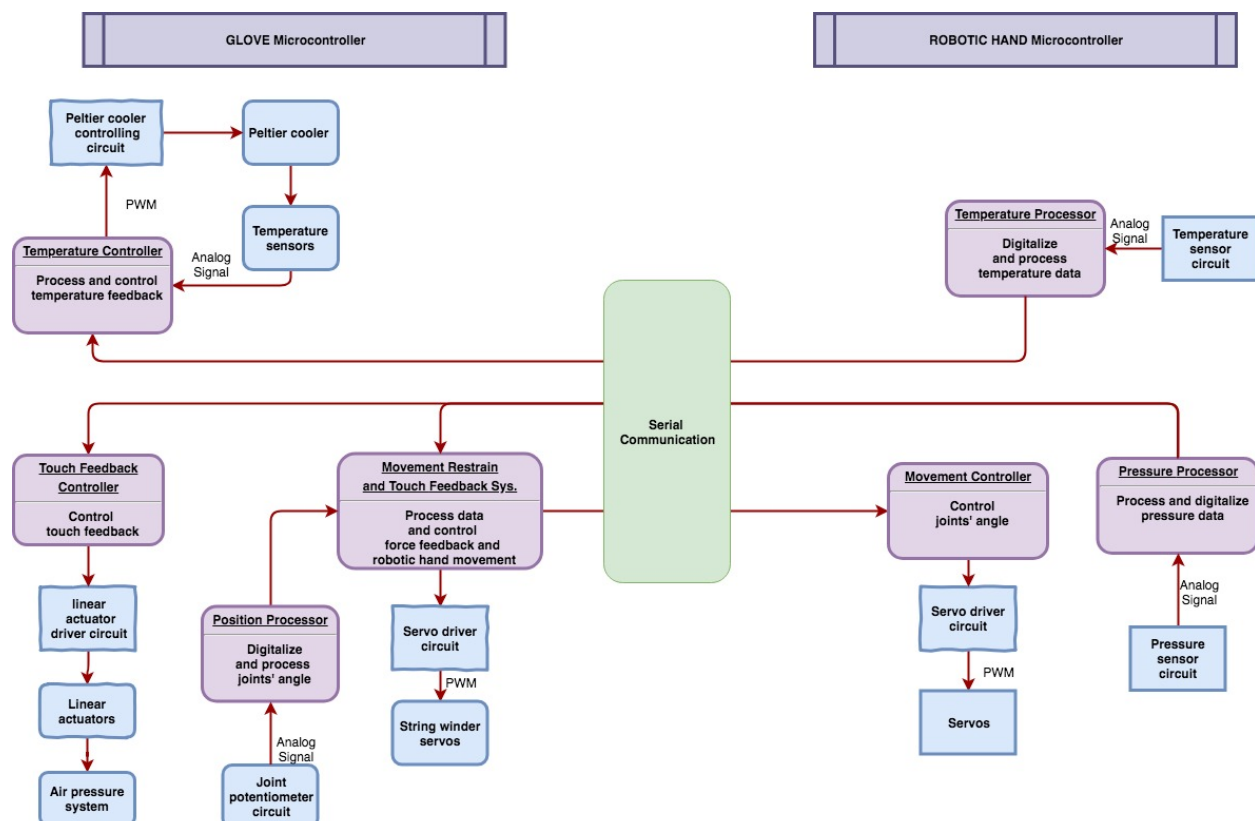 GLOVE Microcontroller
ROBOTIC HAND Microcontroller
Peltier cooler
controlling
circuit
Peltier cooler
PWM
Temperature
sensors
Temperature Controller
Process and control
temperature feedback
Analog
Signal
Temperature Processor
Digitalize
and process
temperature data
Analog
Signal
Temperature
sensor
circuit
Serial
Communication
Touch Feedback
Controller
Control
touch feedback
Movement Restrain
and Touch Feedback Sys.
Process data
and control
force feedback and
robotic hand movement
Movement Controller
Control
joints' angle
Pressure Processor
Process and digitalize
pressure data
linear
actuator
driver circuit
Position Processor
Digitalize
and process
joints' angle
Servo driver
circuit
Servo driver
circuit
Analog
Signal
Pressure
sensor
circuit
PWM
PWM
Linear
actuators
String winder
servos
Servos
Analog
Signal
Air pressure
system
Joint
potentiometer
circuit